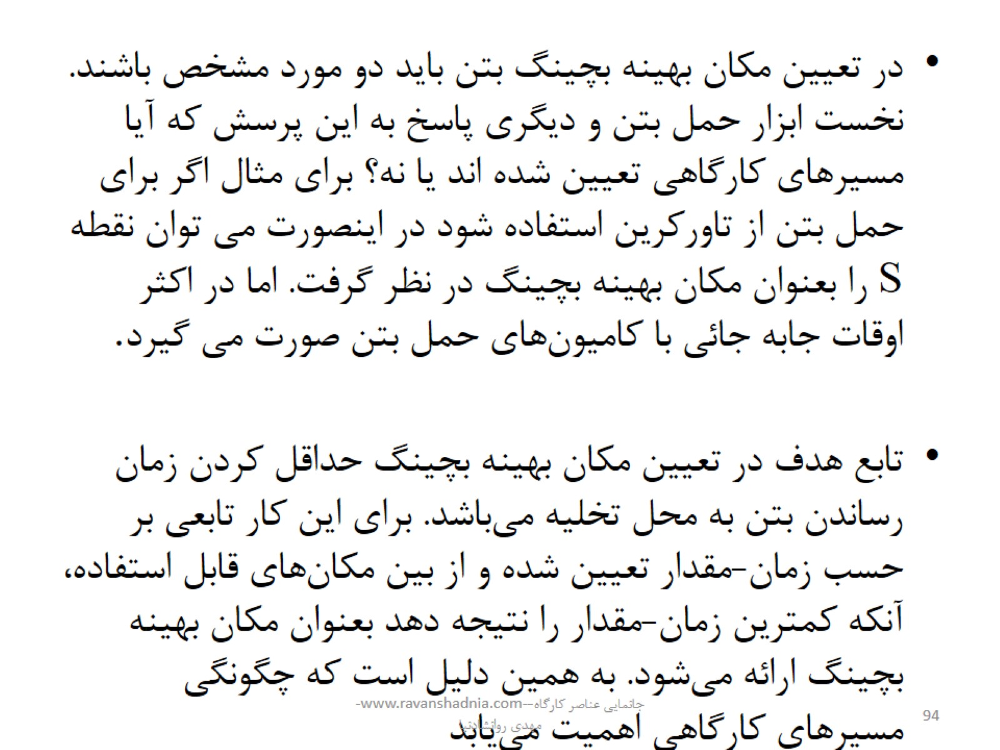 • در تعیین مکان بهینه بچینگ بتن باید دو مورد مشخص باشند.
نخست ابزار حمل بتن و دیگری پاسخ به این پرسش که آیا
مسیرهای کارگاهی تعیین شده اند یا نه؟ برای مثال اگر برای
حمل بتن از تاورکرین استفاده شود در اینصورت می توان نقطه
S را بعنوان مکان بهینه بچینگ در نظر گرفت. اما در اکثر
اوقات جابه جائی با کامیون‌های حمل بتن صورت می گیرد.
• تابع هدف در تعیین مکان بهینه بچینگ حداقل کردن زمان
رساندن بتن به محل تخلیه می‌باشد. برای این کار تابعی بر
حسب زمان-مقدار تعیین شده و از بین مکان‌های قابل استفاده،
آنکه کمترین زمان-مقدار را نتیجه دهد بعنوان مکان بهینه
بچینگ ارائه می‌شود. به همین دلیل است که چگونگی
مسیرهای کارگاهی اهمیت می‌یابد
جانمایی عناصر کارگاه--www.ravanshadnia.com-
مهدی روانشادنیا
94